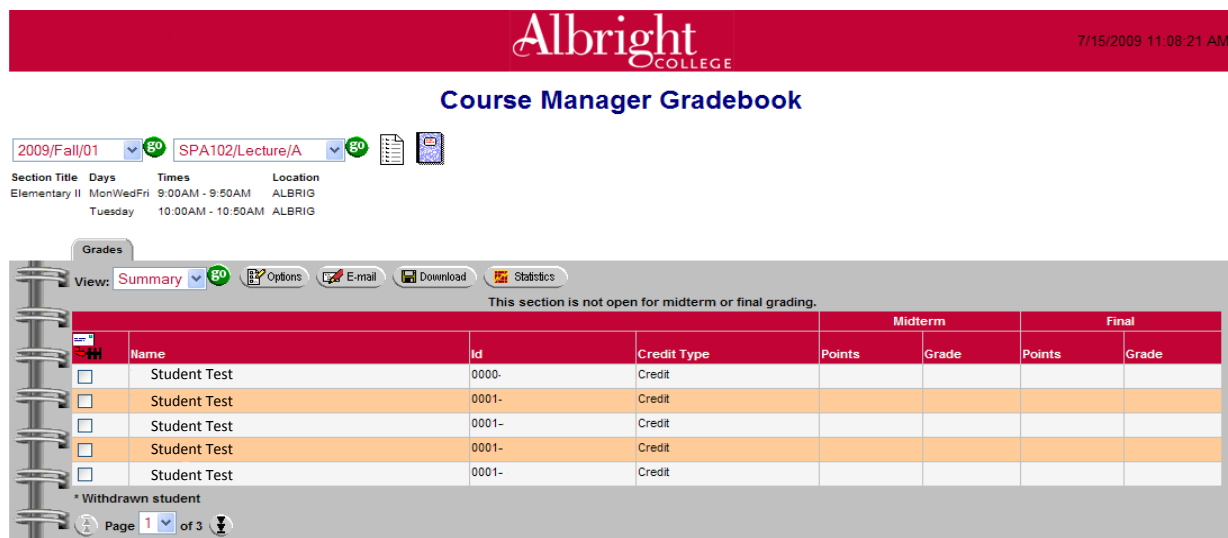 Albright
COLLEGE
7/15/2009 11:08:21 AM
Course Manager Gradebook
2009/Fall/01 go SPA102/Lecture/A go
Section Title Days Times Location
Elementary II MonWedFri 9:00AM - 9:50AM ALBRIG
Tuesday 10:00AM - 10:50AM ALBRIG
Grades
View: Summary go Options E-mail Download Statistics
This section is not open for midterm or final grading.
Midterm Final
Name Id Credit Type Points Grade Points Grade
Student Test 0000- Credit
Student Test 0001- Credit
Student Test 0001- Credit
Student Test 0001- Credit
Student Test 0001- Credit
* Withdrawn student
Page 1 of 3